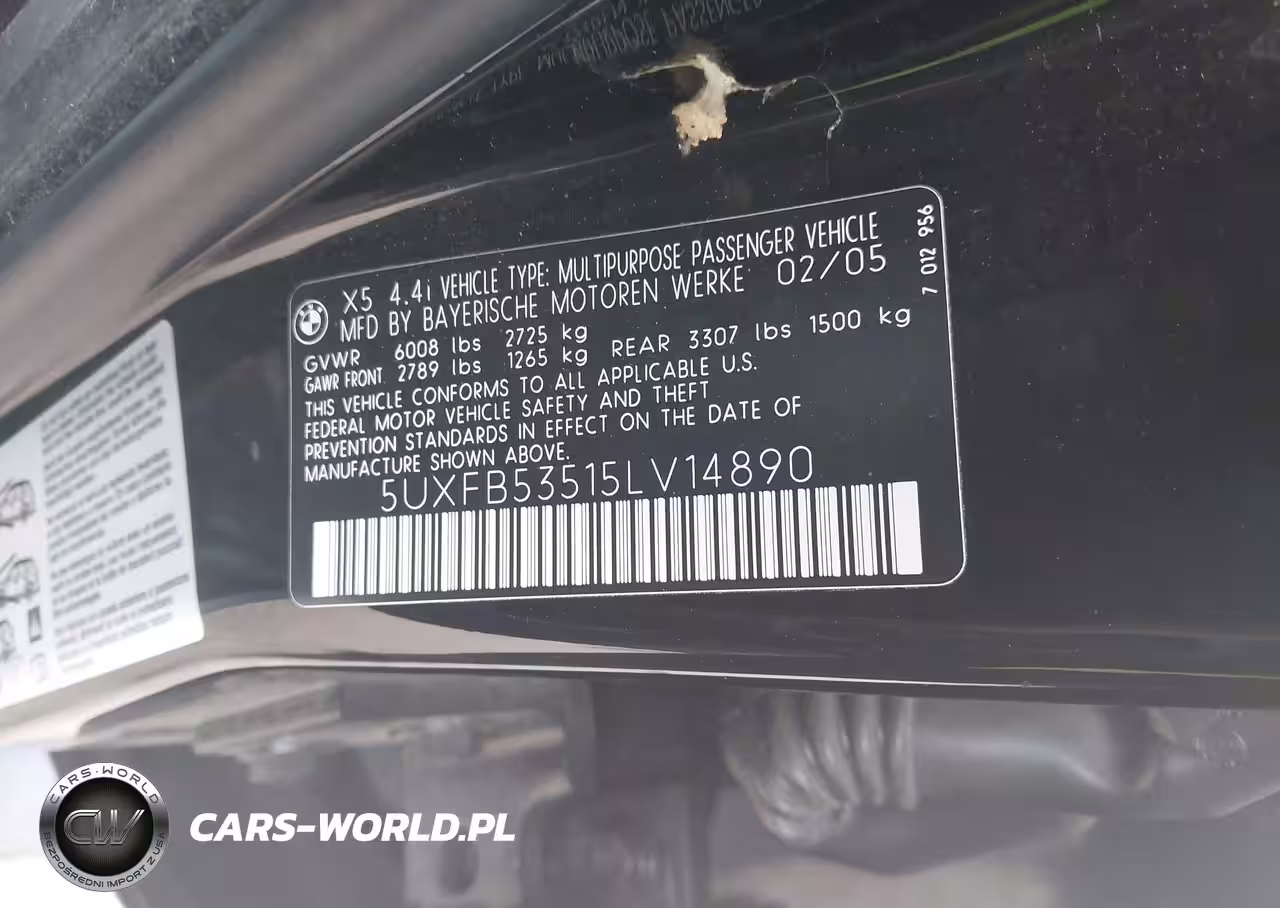 X5 4.4i VEHICLE TYPE: MULTIPURPOSE PASSENGER VEHICLE
MFD BY BAYERISCHE MOTOREN WERKE 02/05
GVWR 6008 lbs 2725 kg
GAWR FRONT 2789 lbs 1265 kg REAR 3307 lbs 1500 kg
THIS VEHICLE CONFORMS TO ALL APPLICABLE U.S.
FEDERAL MOTOR VEHICLE SAFETY AND THEFT
PREVENTION STANDARDS IN EFFECT ON THE DATE OF
MANUFACTURE SHOWN ABOVE.
5UXFB53515LV14890
7 012 956
CARS-WORLD
CW
BEZPOŚREDNI IMPORT Z USA
CARS-WORLD.PL